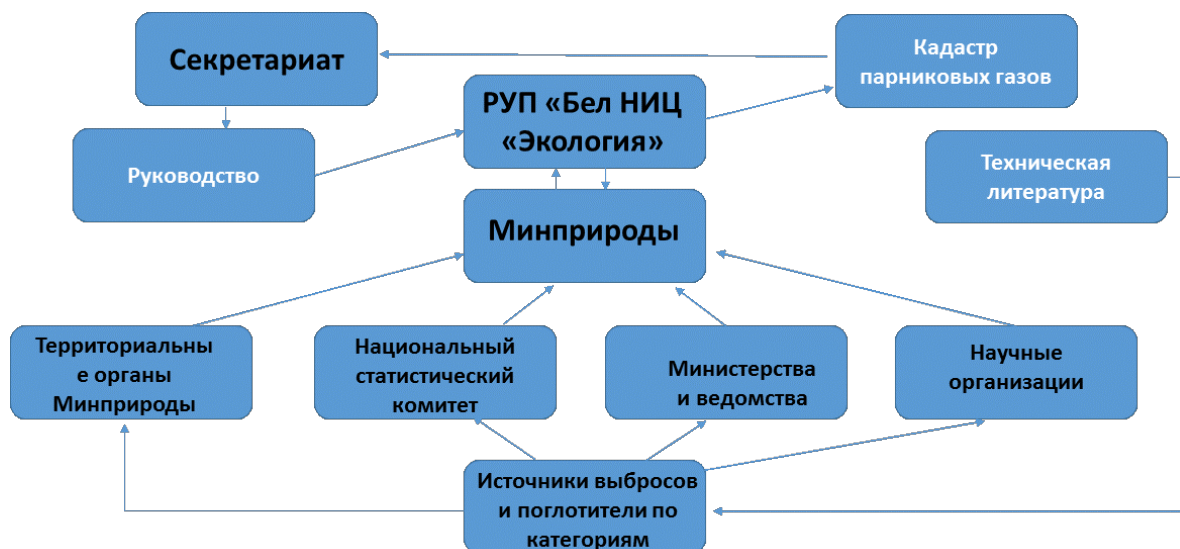 Секретариат
Кадастр
парниковых газов
РУП «Бел НИЦ
«Экология»
Руководство
Техническая
литература
Минприроды
Территориальны
е органы
Минприроды
Национальный
статистический
комитет
Министерства
и ведомства
Научные
организации
Источники выбросов
и поглотители по
категориям